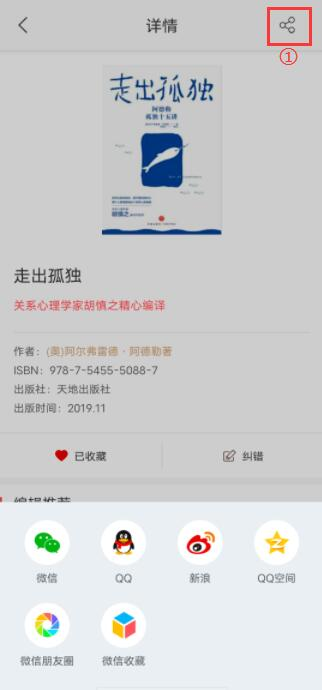 详情
①
走出孤独
阿德勒
孤独十五讲
走出孤独
关系心理学家胡慎之精心编译
作者：(奥)阿尔弗雷德·阿德勒著
ISBN：978-7-5455-5088-7
出版社：天地出版社
出版时间：2019.11
已收藏
纠错
编辑推荐
微信
QQ
新浪
QQ空间
微信朋友圈
微信收藏